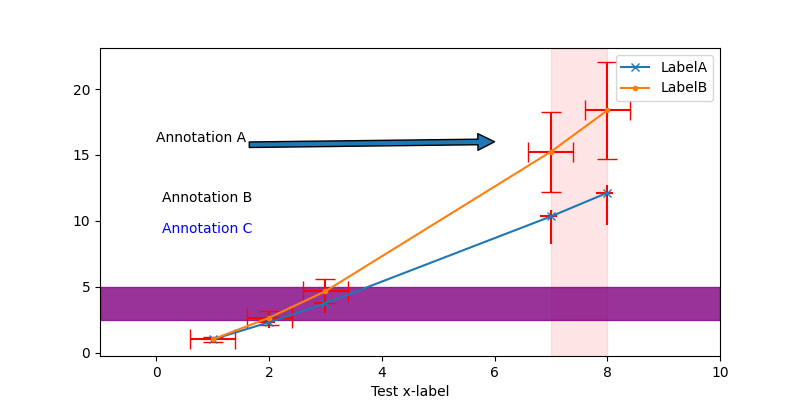 20
15
10
5
0
LabelA
LabelB
Annotation A
Annotation B
Annotation C
0 2 4 6 8 10
Test x-label